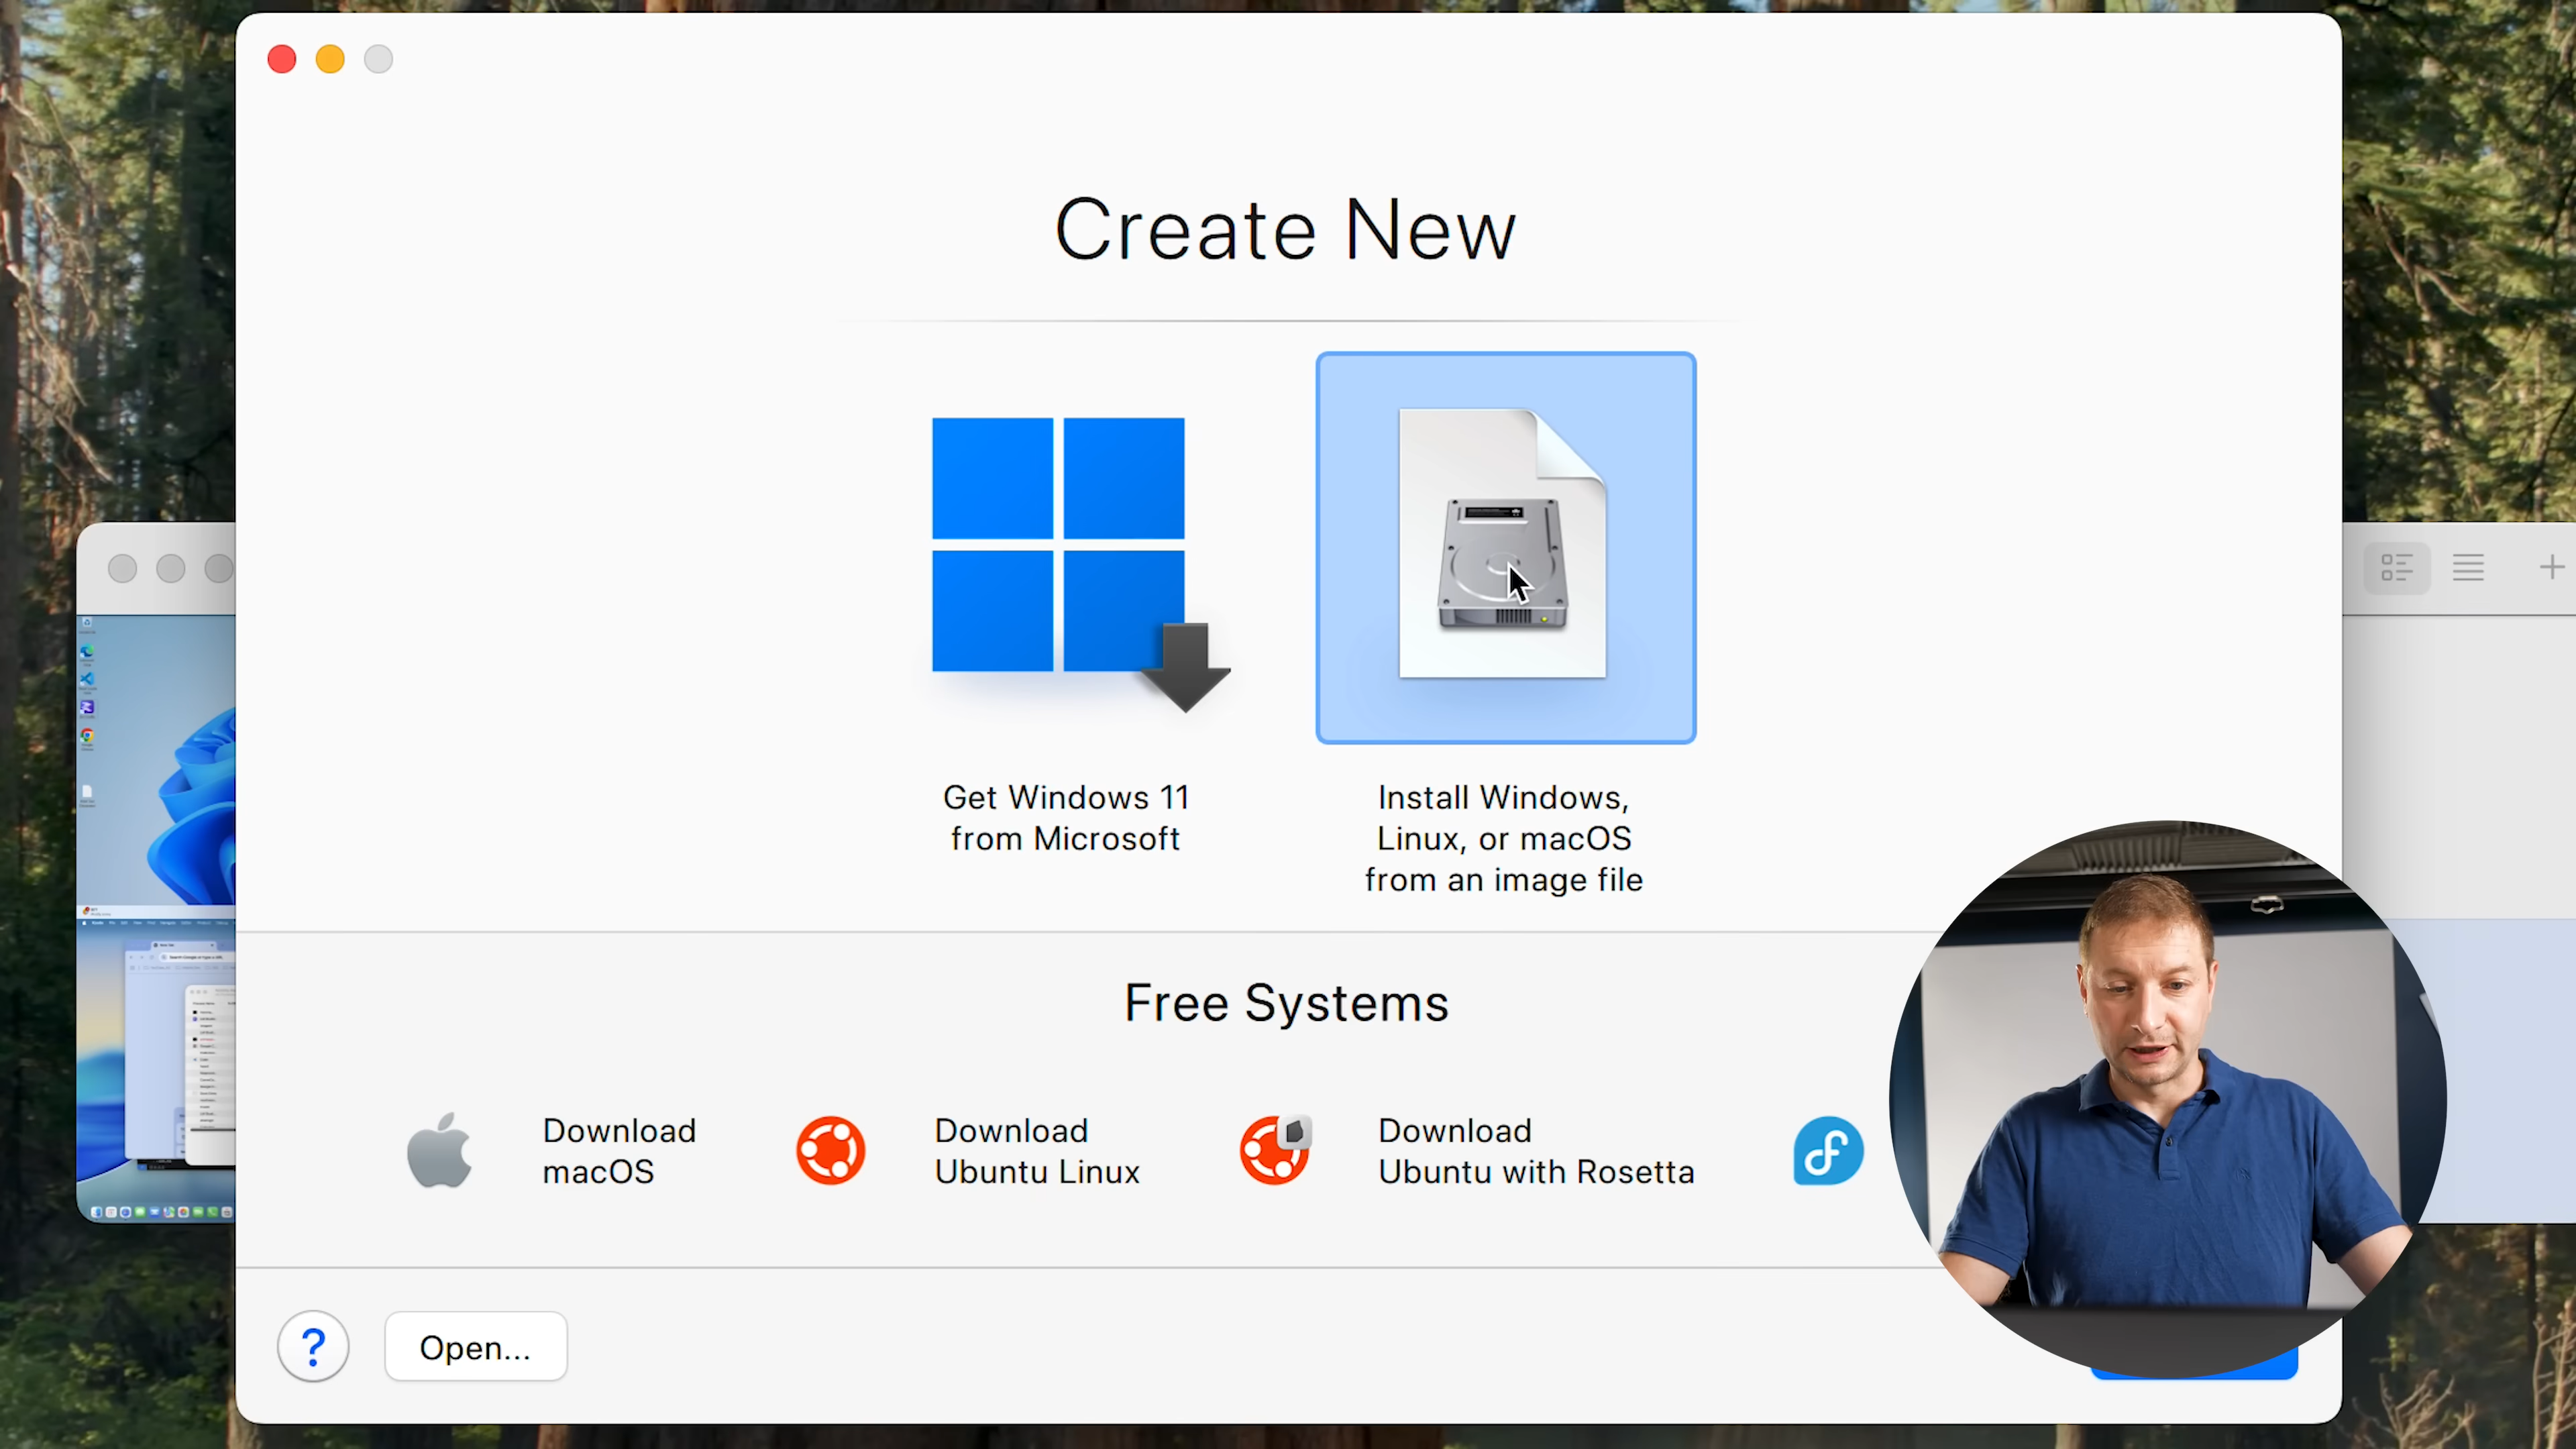 Create New
Get Windows 11
from Microsoft
Install Windows,
Linux, or macOS
from an image file
Free Systems
Download
macOS
Download
Ubuntu Linux
Download
Ubuntu with Rosetta
?
Open...